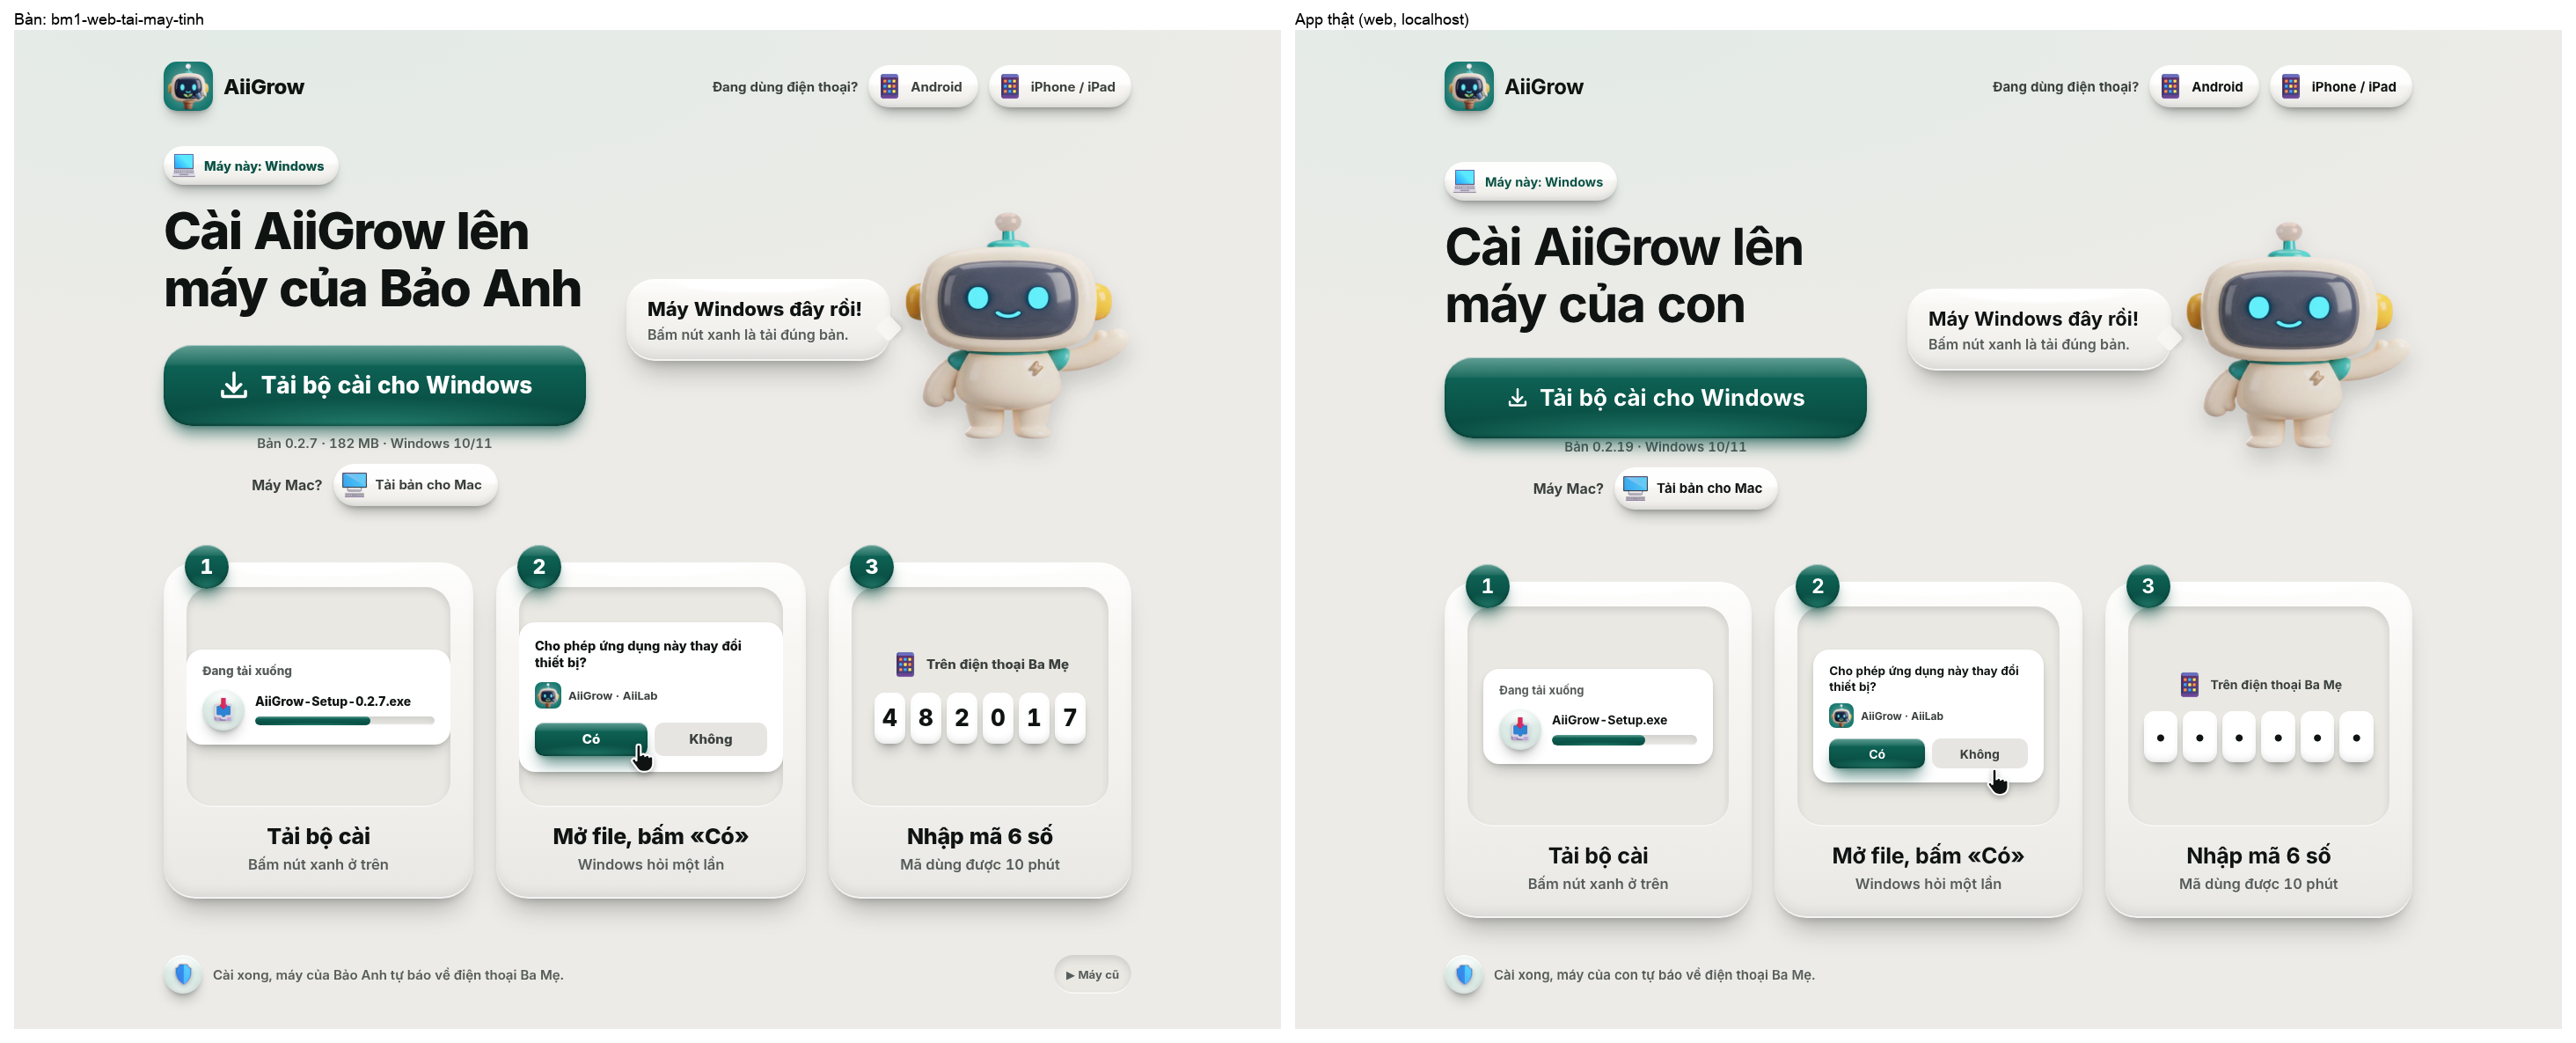 Bàn: bm1-web-tai-may-tinh
AiiGrow
Đang dùng điện thoại?
Android
iPhone / iPad
Máy này: Windows
Cài AiiGrow lên
máy của Bảo Anh
Máy Windows đây rồi!
Bấm nút xanh là tải đúng bản.
Tải bộ cài cho Windows
Bản 0.2.7 · 182 MB · Windows 10/11
Máy Mac?
Tải bản cho Mac
1
Đang tải xuống
AiiGrow-Setup-0.2.7.exe
Tải bộ cài
Bấm nút xanh ở trên
2
Cho phép ứng dụng này thay đổi
thiết bị?
AiiGrow · AiiLab
Có
Không
Mở file, bấm «Có»
Windows hỏi một lần
3
Trên điện thoại Ba Mẹ
4 8 2 0 1 7
Nhập mã 6 số
Mã dùng được 10 phút
Cài xong, máy của Bảo Anh tự báo về điện thoại Ba Mẹ.
▶ Máy cũ
App thật (web, localhost)
AiiGrow
Đang dùng điện thoại?
Android
iPhone / iPad
Máy này: Windows
Cài AiiGrow lên
máy của con
Máy Windows đây rồi!
Bấm nút xanh là tải đúng bản.
Tải bộ cài cho Windows
Bản 0.2.19 · Windows 10/11
Máy Mac?
Tải bản cho Mac
1
Đang tải xuống
AiiGrow-Setup.exe
Tải bộ cài
Bấm nút xanh ở trên
2
Cho phép ứng dụng này thay đổi
thiết bị?
AiiGrow · AiiLab
Có
Không
Mở file, bấm «Có»
Windows hỏi một lần
3
Trên điện thoại Ba Mẹ
• • • • • •
Nhập mã 6 số
Mã dùng được 10 phút
Cài xong, máy của con tự báo về điện thoại Ba Mẹ.